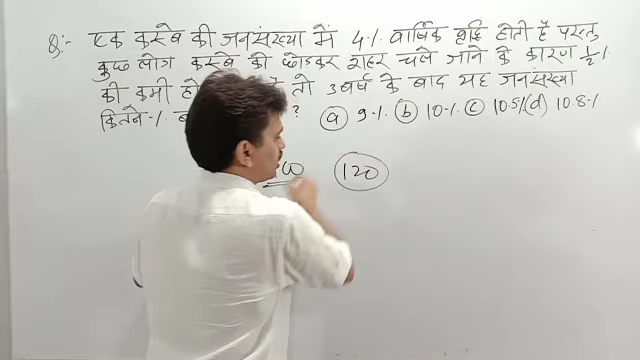 Q:- एक कस्बे की जनसंख्या में 4% वार्षिक वृद्धि होती है परन्तु
कुछ लोग कस्बे को छोडकर शहर चले जाने के कारण 1/2%
की कमी हो तो 3 वर्ष के बाद यह जनसंख्या
कितने % ? (a) 9% (b) 10% (c) 10.5% (d) 10.8%
120